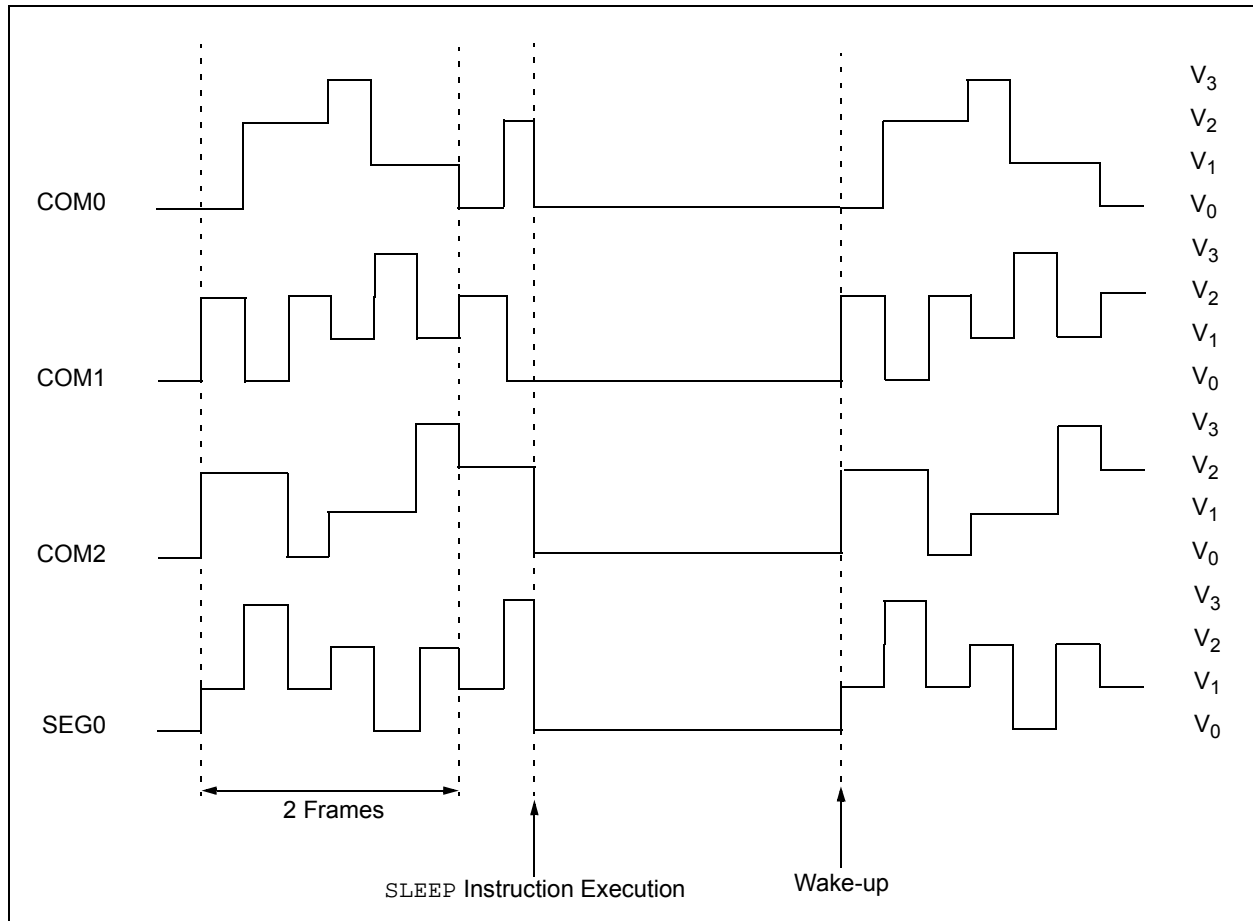 V3
V2
V1
COM0 V0
V3
V2
V1
COM1 V0
V3
V2
V1
COM2 V0
V3
V2
V1
SEG0 V0
2 Frames
SLEEP Instruction Execution
Wake-up